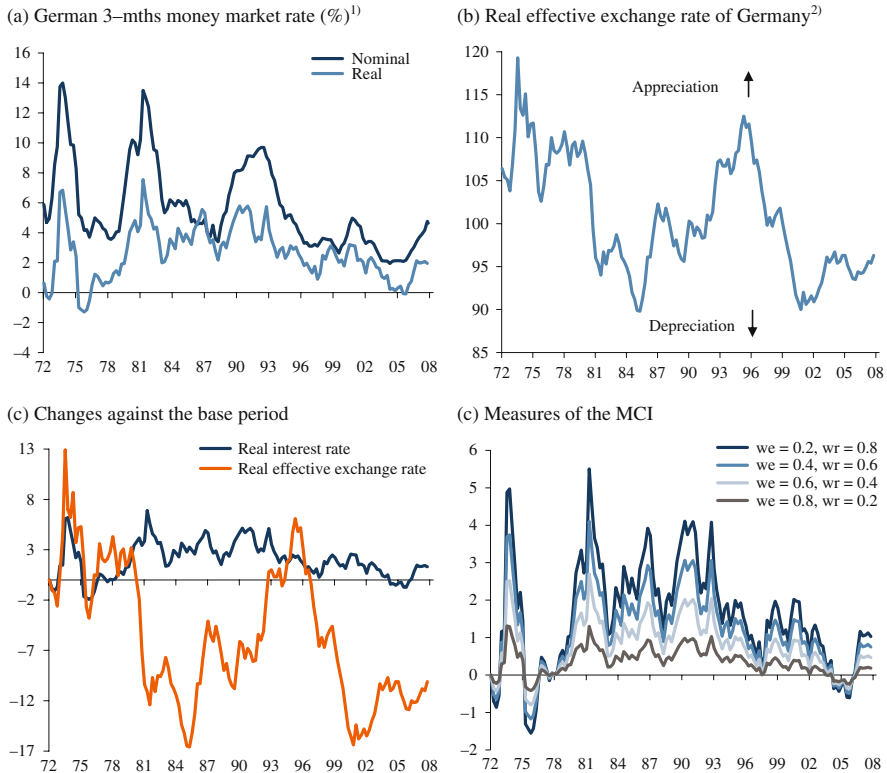 (a) German 3–mths money market rate (%)1)
16
14
12
10
8
6
4
2
0
−2
−4
Nominal
Real
72 75 78 81 84 87 90 93 96 99 02 05 08
(b) Real effective exchange rate of Germany2)
120
115
110
105
100
95
90
85
Appreciation
Depreciation
72 75 78 81 84 87 90 93 96 99 02 05 08
(c) Changes against the base period
13
8
3
−2
−7
−12
−17
Real interest rate
Real effective exchange rate
72 75 78 81 84 87 90 93 96 99 02 05 08
(c) Measures of the MCI
6
5
4
3
2
1
0
−1
−2
we = 0.2, wr = 0.8
we = 0.4, wr = 0.6
we = 0.6, wr = 0.4
we = 0.8, wr = 0.2
72 75 78 81 84 87 90 93 96 99 02 05 08